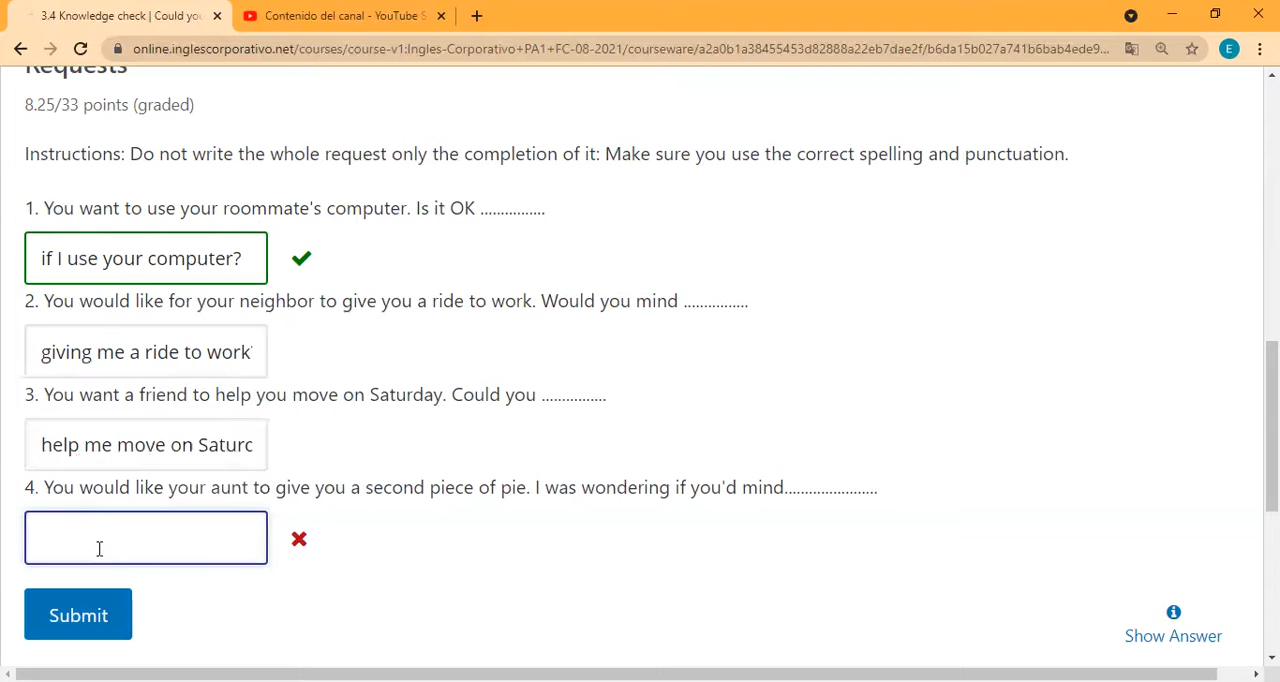 3.4 Knowledge check | Could you
Contenido del canal - YouTube S
online.inglescorporativo.net/courses/course-v1:Ingles-Corporativo+PA1+FC-08-2021/courseware/a2a0b1a38455453d82888a22eb7dae2f/b6da15b027a741b6bab4ede9...
E
Requests
8.25/33 points (graded)
Instructions: Do not write the whole request only the completion of it: Make sure you use the correct spelling and punctuation.
1. You want to use your roommate's computer. Is it OK ...............
if I use your computer?
2. You would like for your neighbor to give you a ride to work. Would you mind ...............
giving me a ride to work
3. You want a friend to help you move on Saturday. Could you ...............
help me move on Saturc
4. You would like your aunt to give you a second piece of pie. I was wondering if you'd mind.....................
Submit
Show Answer